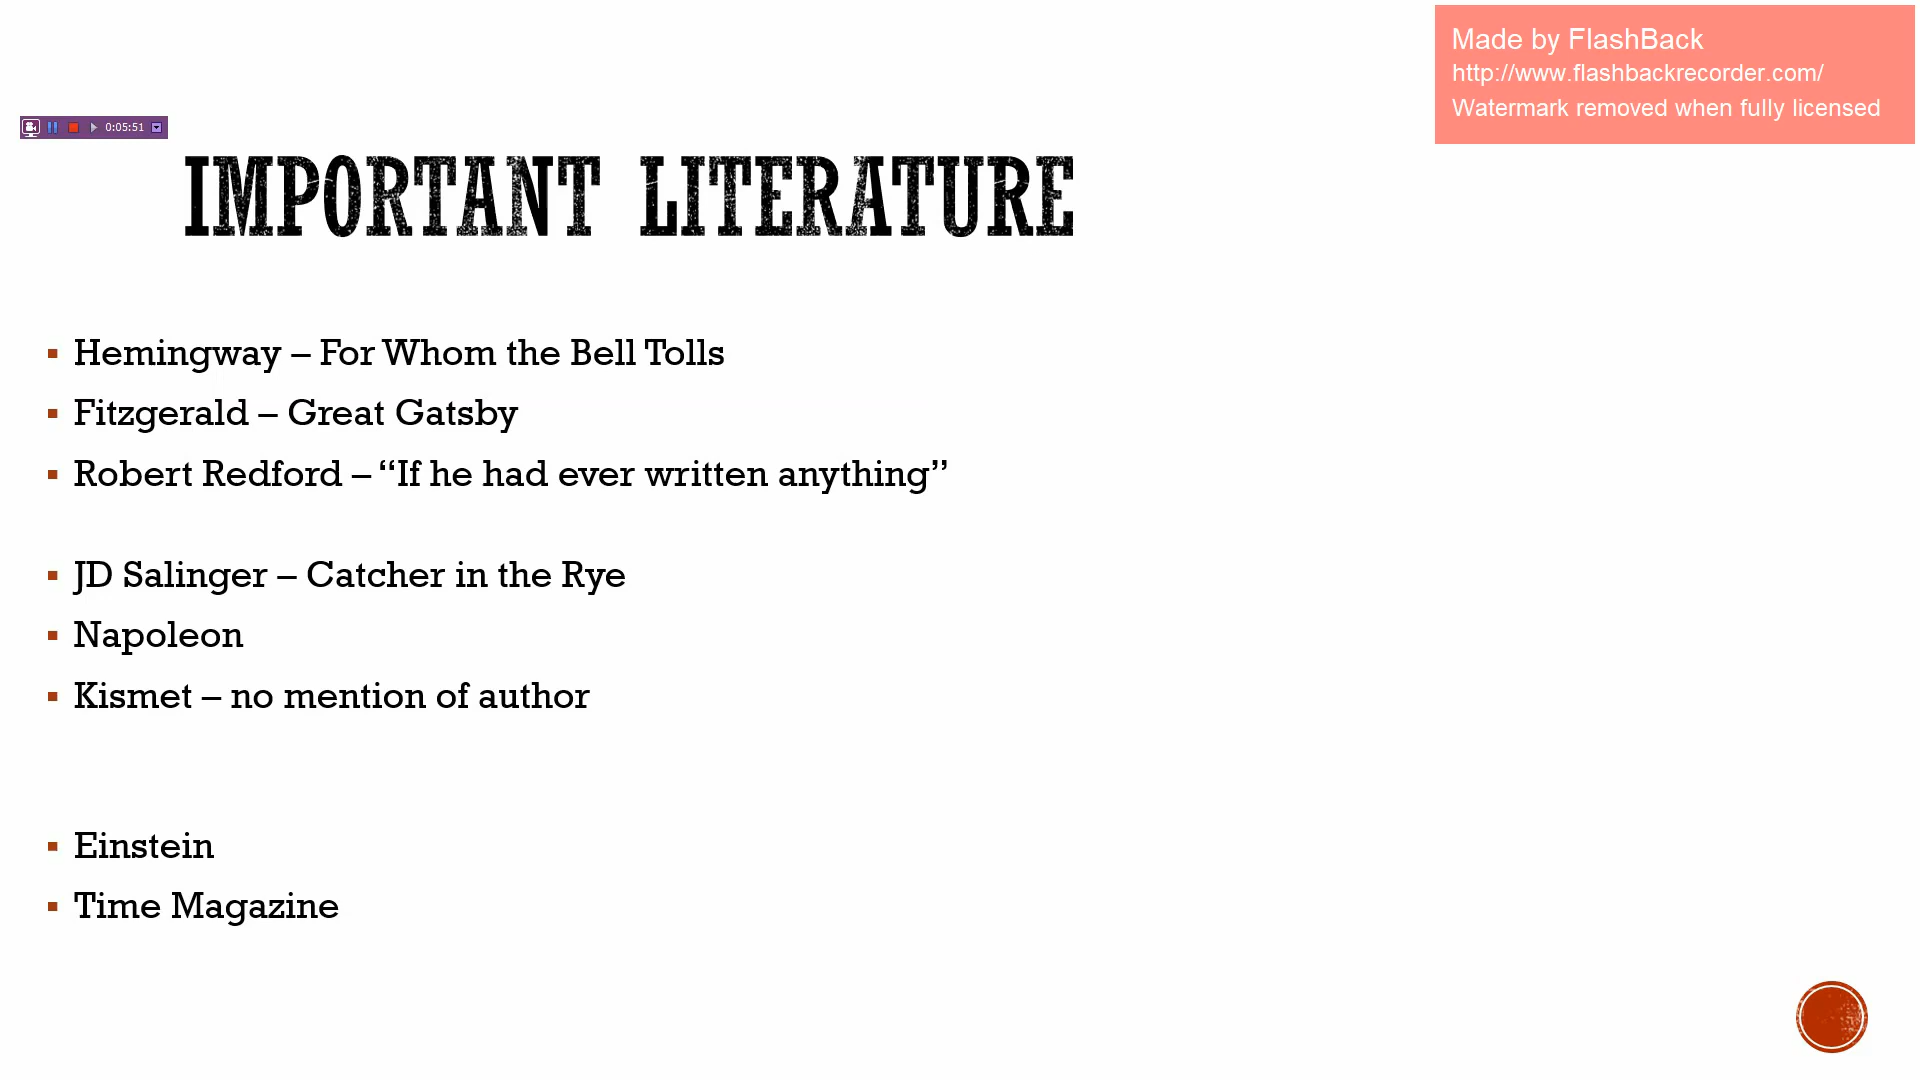 Made by FlashBack
http://www.flashbackrecorder.com/
Watermark removed when fully licensed
0:05:51
IMPORTANT LITERATURE
▪ Hemingway – For Whom the Bell Tolls
▪ Fitzgerald – Great Gatsby
▪ Robert Redford – “If he had ever written anything”
▪ JD Salinger – Catcher in the Rye
▪ Napoleon
▪ Kismet – no mention of author
▪ Einstein
▪ Time Magazine